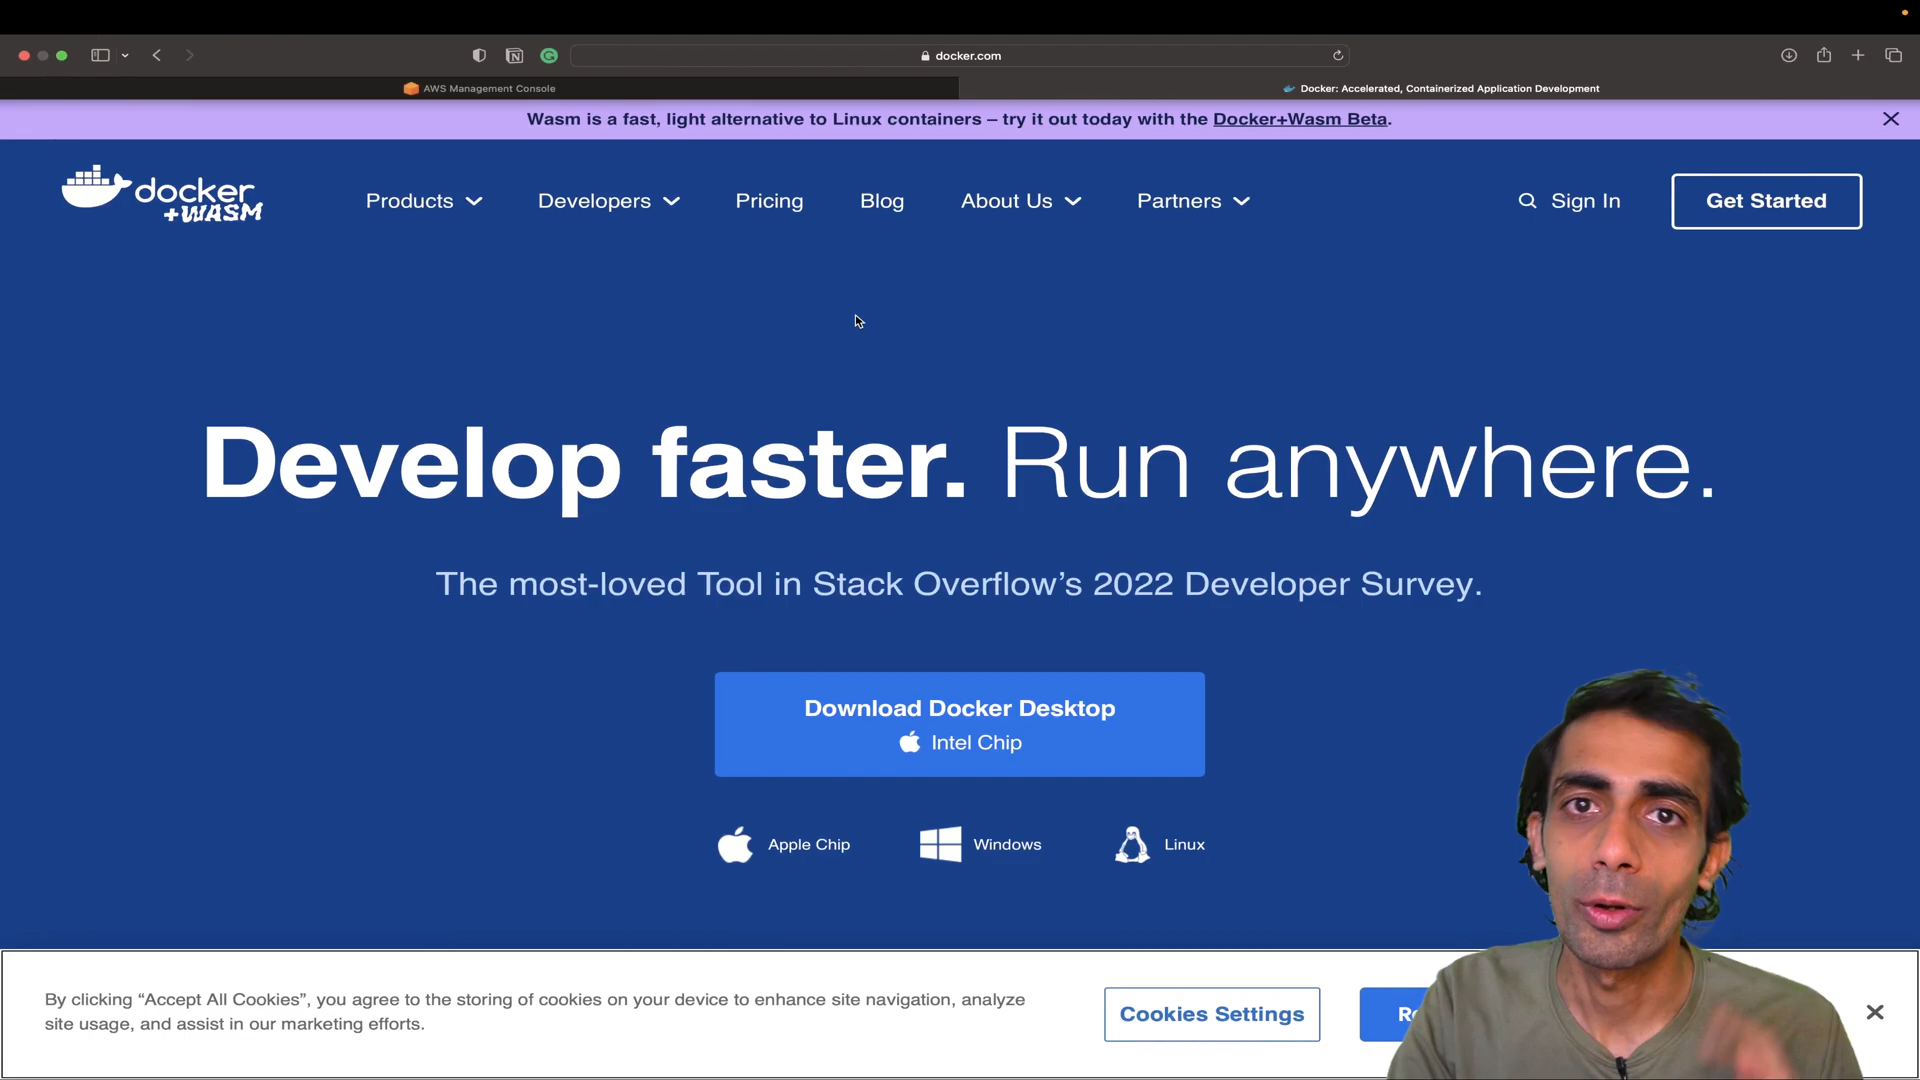 docker.com
AWS Management Console
Docker: Accelerated, Containerized Application Development
Wasm is a fast, light alternative to Linux containers – try it out today with the Docker+Wasm Beta.
docker
+WASM
Products
Developers
Pricing
Blog
About Us
Partners
Sign In
Get Started
Develop faster. Run anywhere.
The most-loved Tool in Stack Overflow’s 2022 Developer Survey.
Download Docker Desktop
Intel Chip
Apple Chip
Windows
Linux
By clicking “Accept All Cookies”, you agree to the storing of cookies on your device to enhance site navigation, analyze
site usage, and assist in our marketing efforts.
Cookies Settings